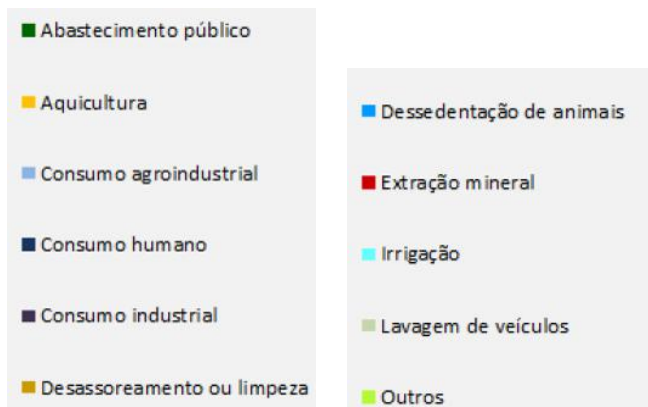 Abastecimento público
Aquicultura
Consumo agroindustrial
Consumo humano
Consumo industrial
Desassoreamento ou limpeza
Dessedentação de animais
Extração mineral
Irrigação
Lavagem de veículos
Outros